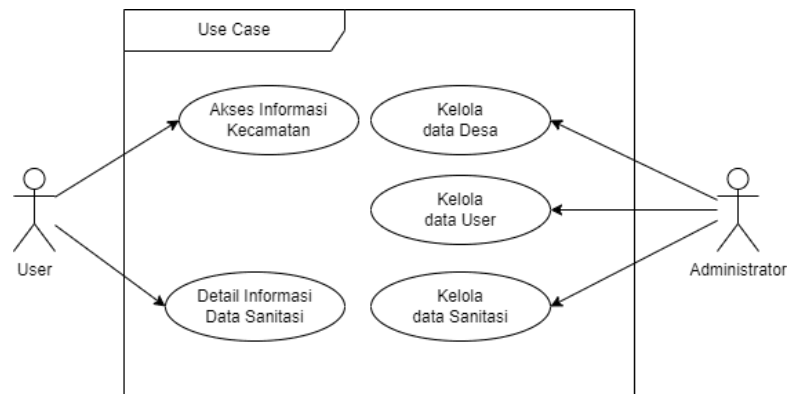 Use Case
Akses Informasi
Kecamatan
Kelola
data Desa
Kelola
data User
User
Administrator
Detail Informasi
Data Sanitasi
Kelola
data Sanitasi